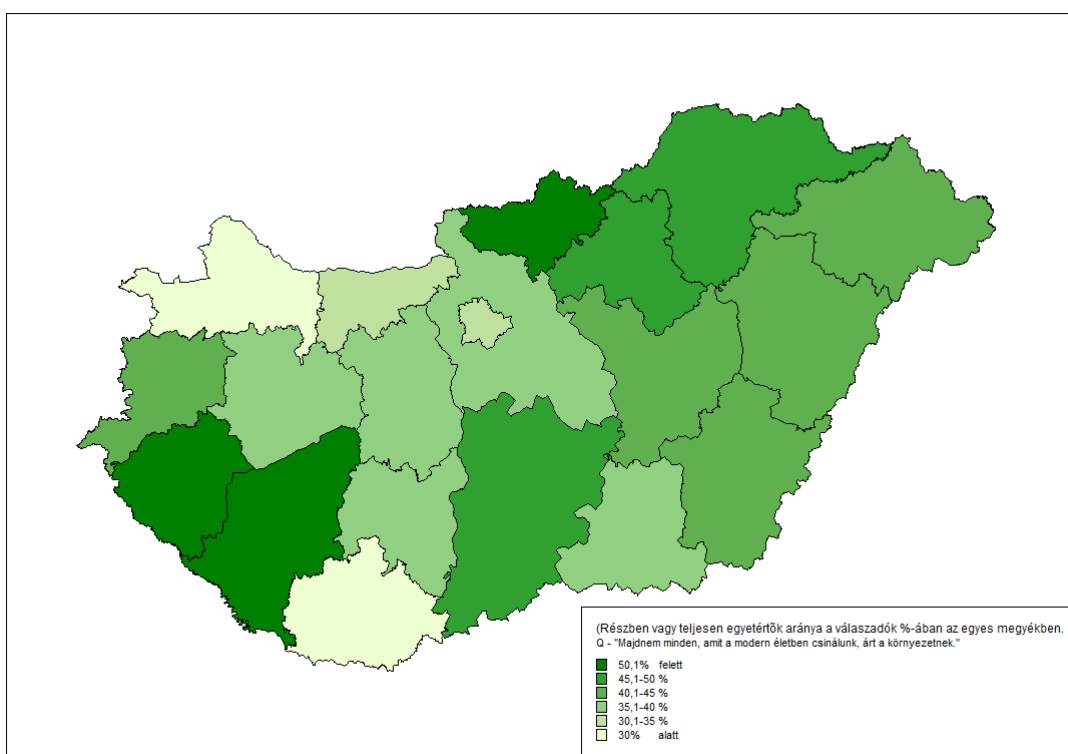 (Részben vagy teljesen egyetértõk aránya a válaszadók %-ában az egyes megyékben.
Q - "Majdnem minden, amit a modern életben csinálunk, árt a környezetnek."
50,1% felett
45,1-50 %
40,1-45 %
35,1-40 %
30,1-35 %
30% alatt